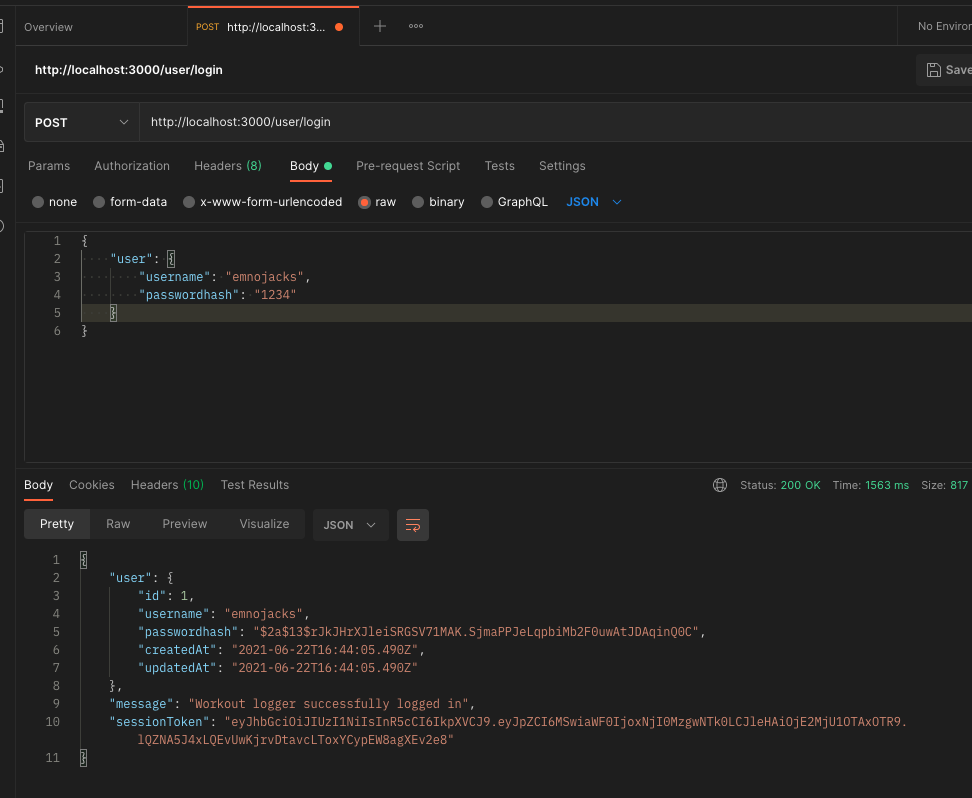 Overview
POST http://localhost:3... No Environ
http://localhost:3000/user/login Save
POST http://localhost:3000/user/login
Params Authorization Headers (8) Body Pre-request Script Tests Settings
none form-data x-www-form-urlencoded raw binary GraphQL JSON
1 {
2 "user": {
3 "username": "emnojacks",
4 "passwordhash": "1234"
5 }
6 }
Body Cookies Headers (10) Test Results Status: 200 OK Time: 1563 ms Size: 817
Pretty Raw Preview Visualize JSON
1 {
2 "user": {
3 "id": 1,
4 "username": "emnojacks",
5 "passwordhash": "$2a$13$rJkJHrXJleiSRGSV71MAK.SjmaPPJeLqpbiMb2F0uwAtJDAqinQ0C",
6 "createdAt": "2021-06-22T16:44:05.490Z",
7 "updatedAt": "2021-06-22T16:44:05.490Z"
8 },
9 "message": "Workout logger successfully logged in",
10 "sessionToken": "eyJhbGciOiJIUzI1NiIsInR5cCI6IkpXVCJ9.eyJpZCI6MSwiaWF0IjoxNjI0MzgwNTk0LCJleHAiOjE2MjU1OTAxOTR9.
lQZNA5J4xLQEvUwKjrvDtavcLToxYCypEW8agXEv2e8"
11 }